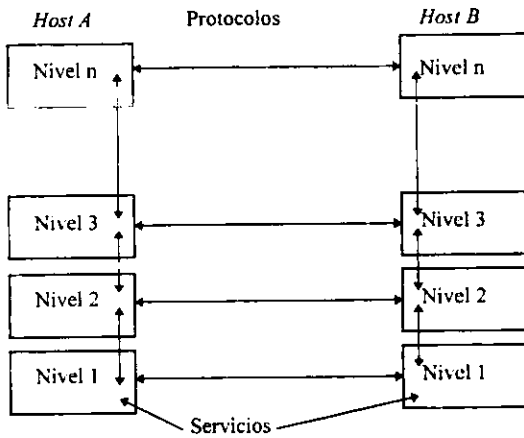 Host A Protocolos Host B
Nivel n Nivel n
Nivel 3 Nivel 3
Nivel 2 Nivel 2
Nivel 1 Nivel 1
Servicios